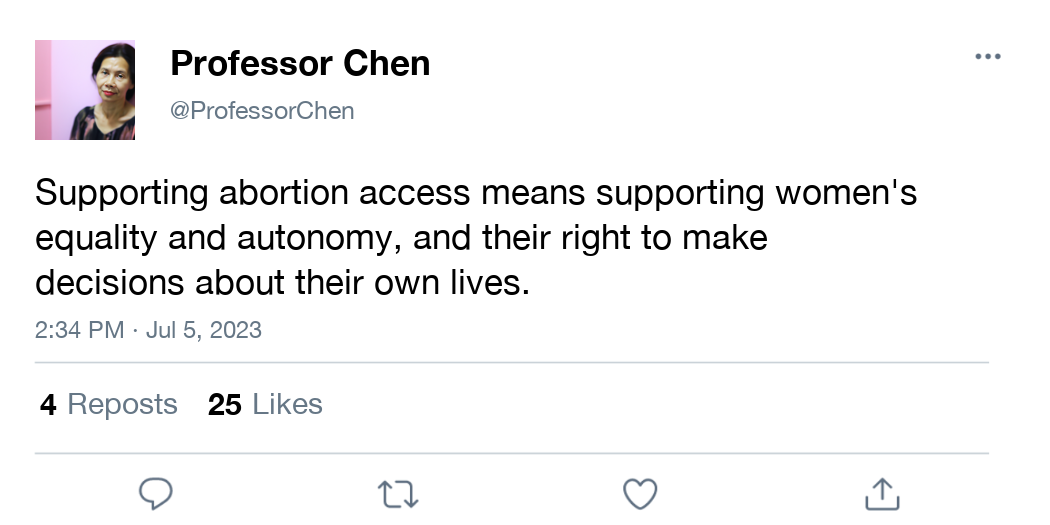 Professor Chen
@ProfessorChen
Supporting abortion access means supporting women's
equality and autonomy, and their right to make
decisions about their own lives.
2:34 PM · Jul 5, 2023
4 Reposts 25 Likes